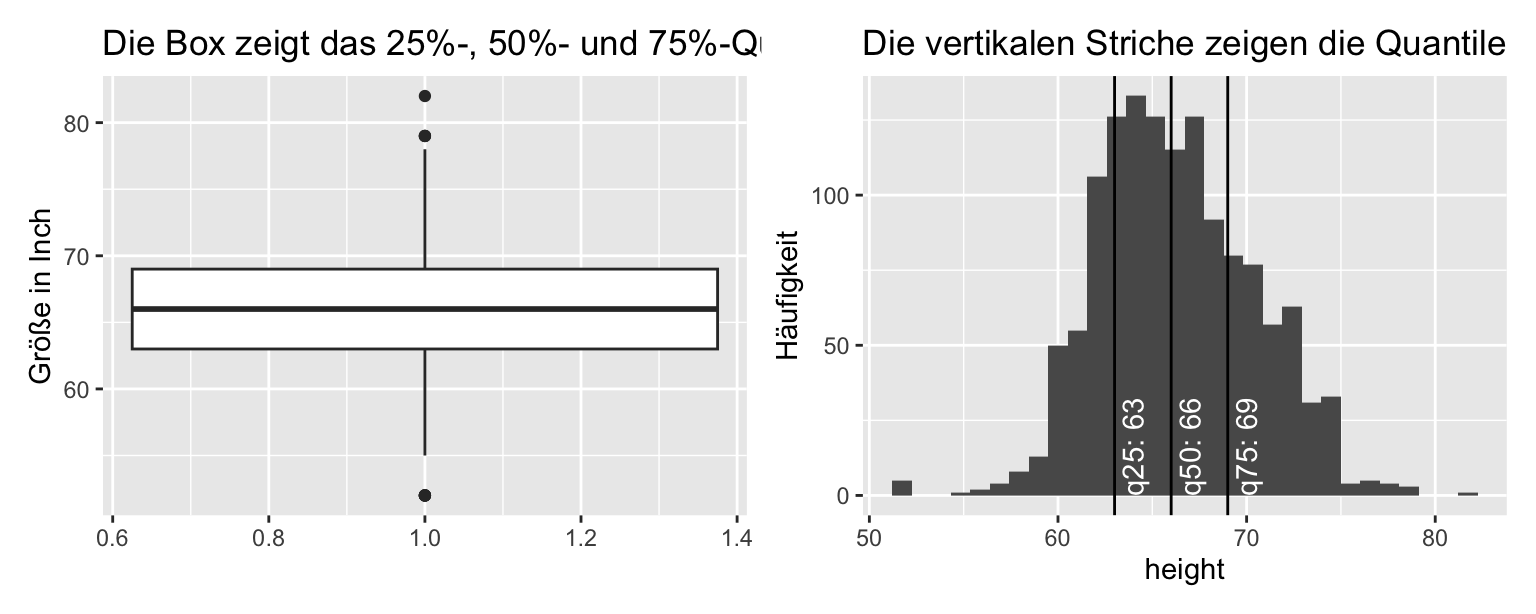 Die Box zeigt das 25%-, 50%- und 75%-Q
Größe in Inch
80
70
60
0.6 0.8 1.0 1.2 1.4
Die vertikalen Striche zeigen die Quantile
Häufigkeit
100
50
0
q25: 63
q50: 66
q75: 69
50 60 70 80
height